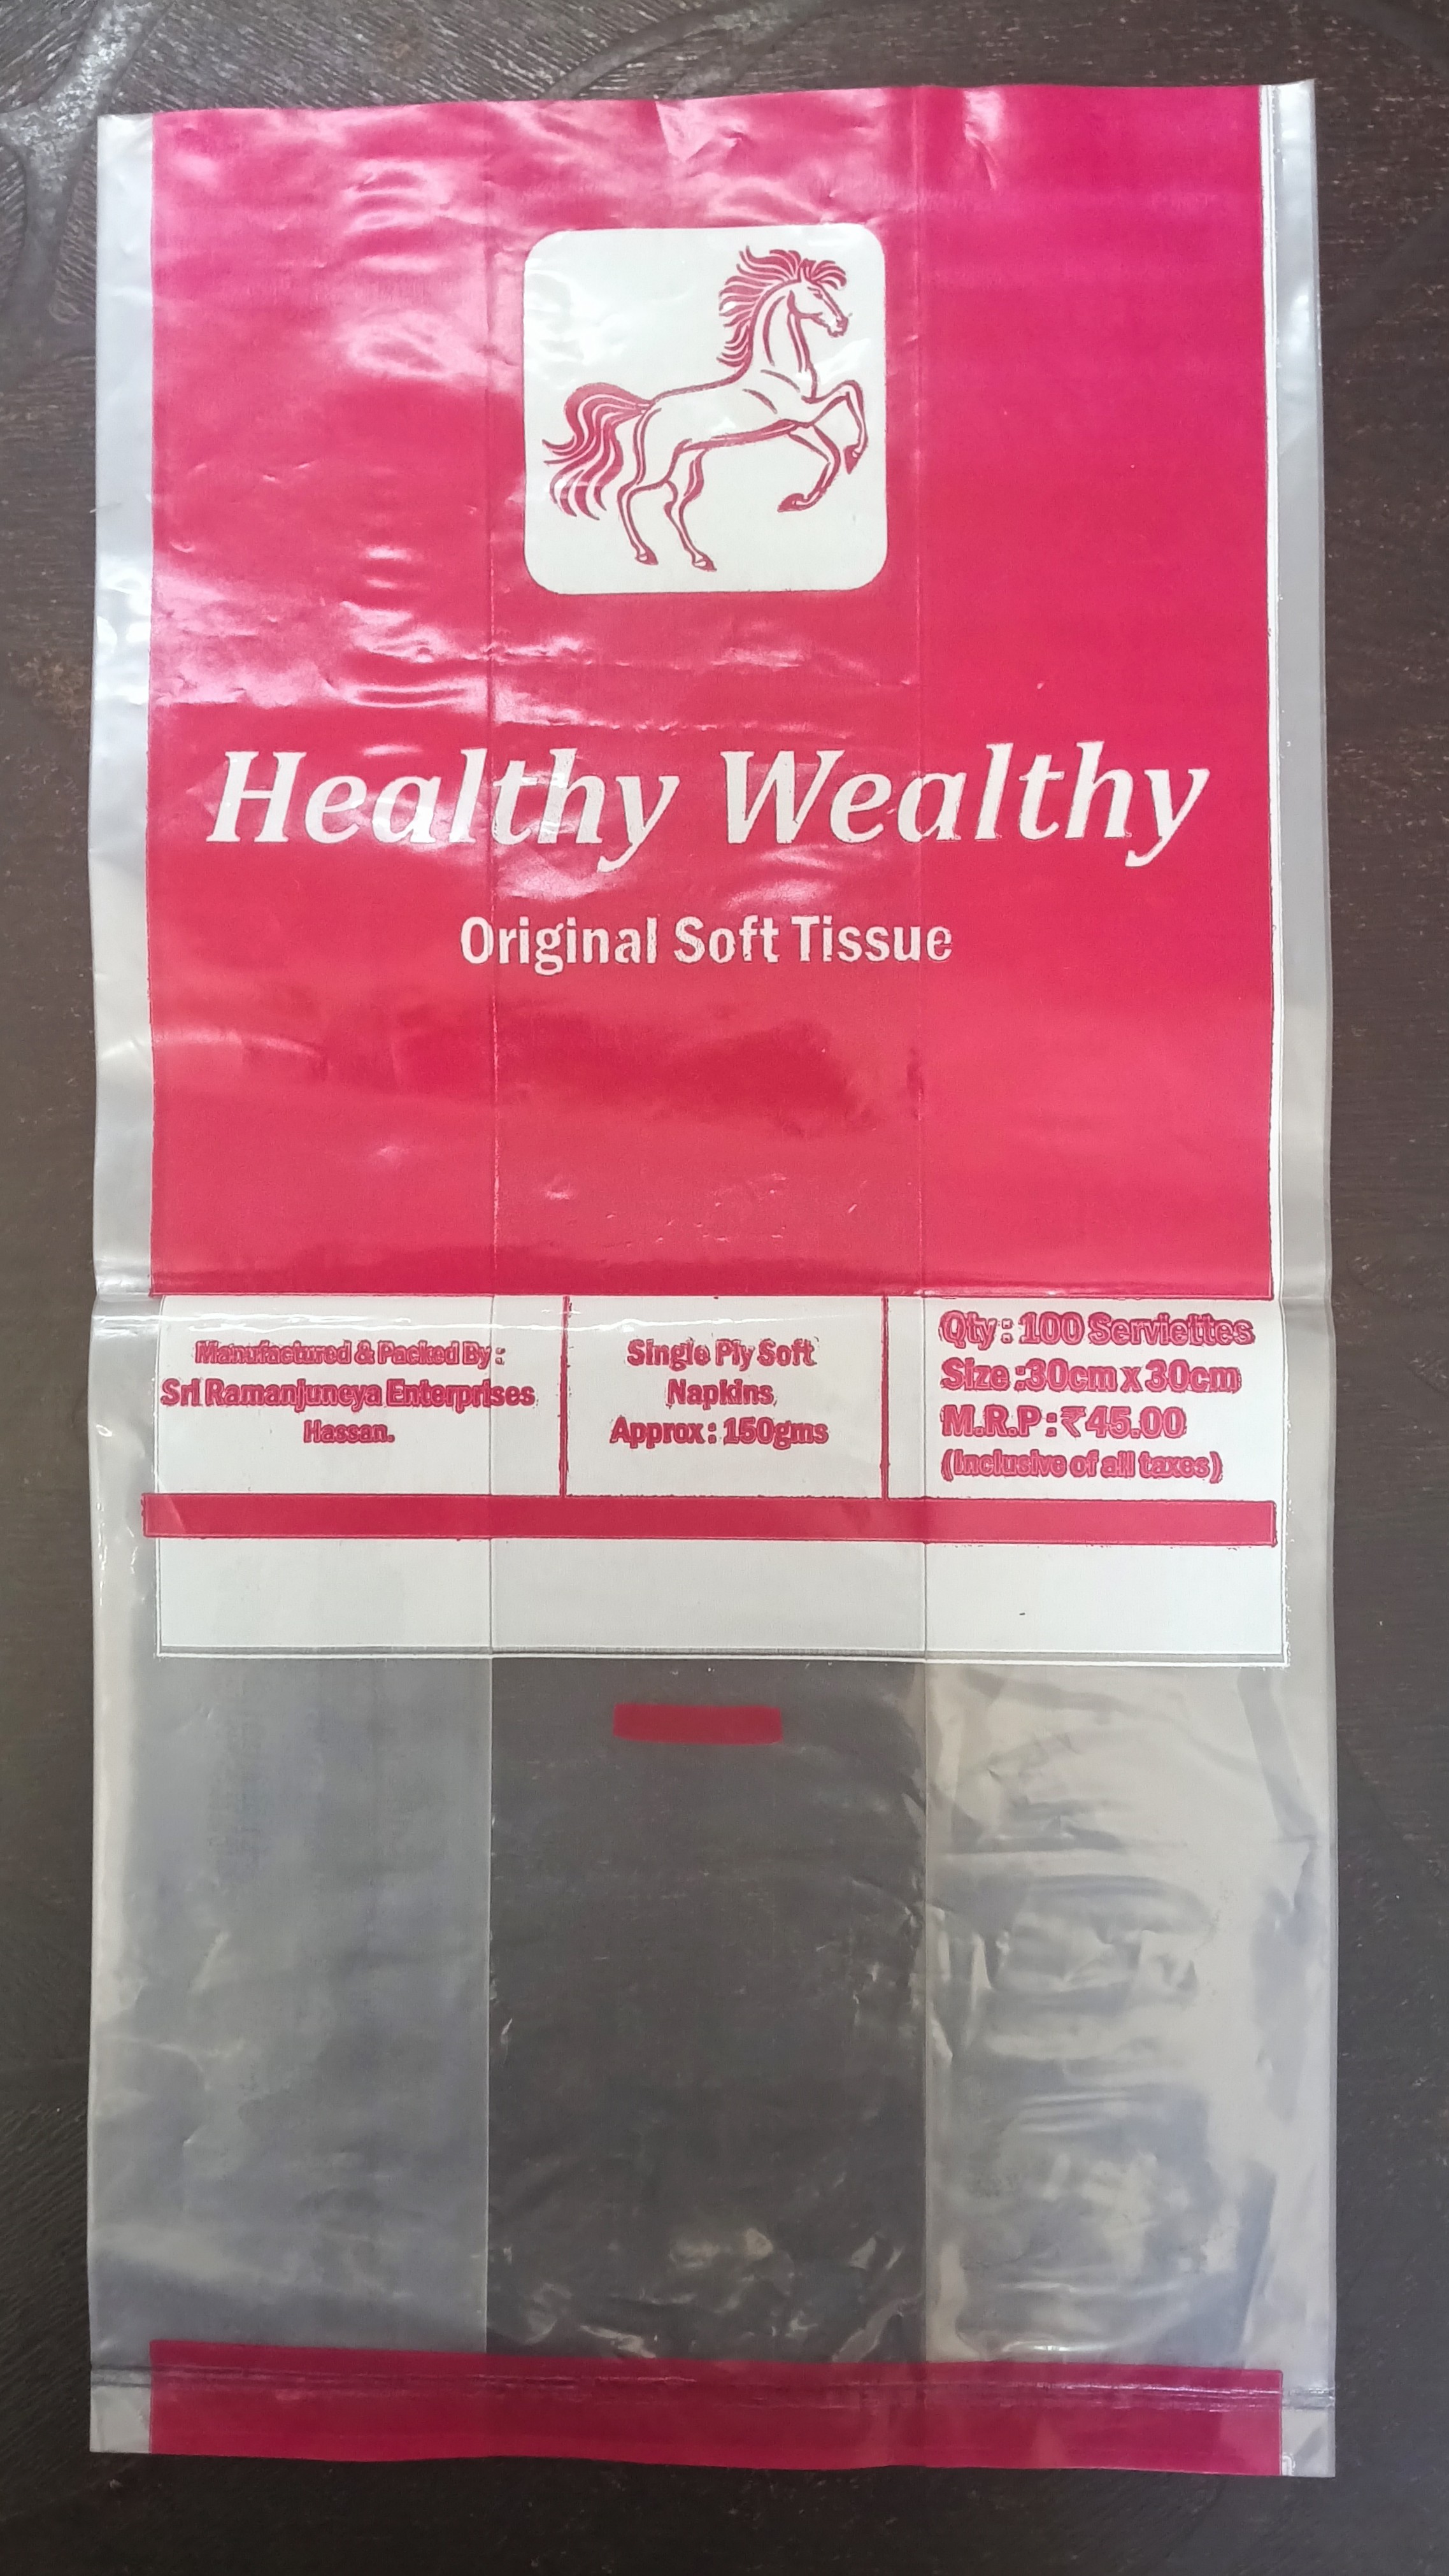 Healthy Wealthy
Original Soft Tissue
Manufactured & Packed By :
Sri Ramanjuneya Enterprises
Hassan.
Single Ply Soft
Napkins
Approx : 150gms
Qty : 100 Serviettes
Size :30cm x 30cm
M.R.P : ₹ 45.00
(Inclusive of all taxes)